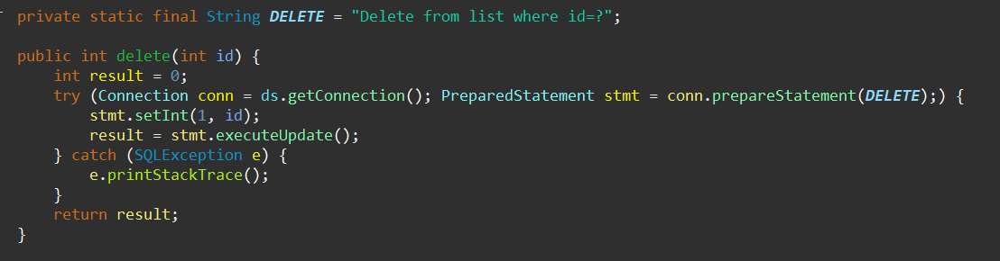 private static final String DELETE = "Delete from list where id=?";
public int delete(int id) {
int result = 0;
try (Connection conn = ds.getConnection(); PreparedStatement stmt = conn.prepareStatement(DELETE);) {
stmt.setInt(1, id);
result = stmt.executeUpdate();
} catch (SQLException e) {
e.printStackTrace();
}
return result;
}